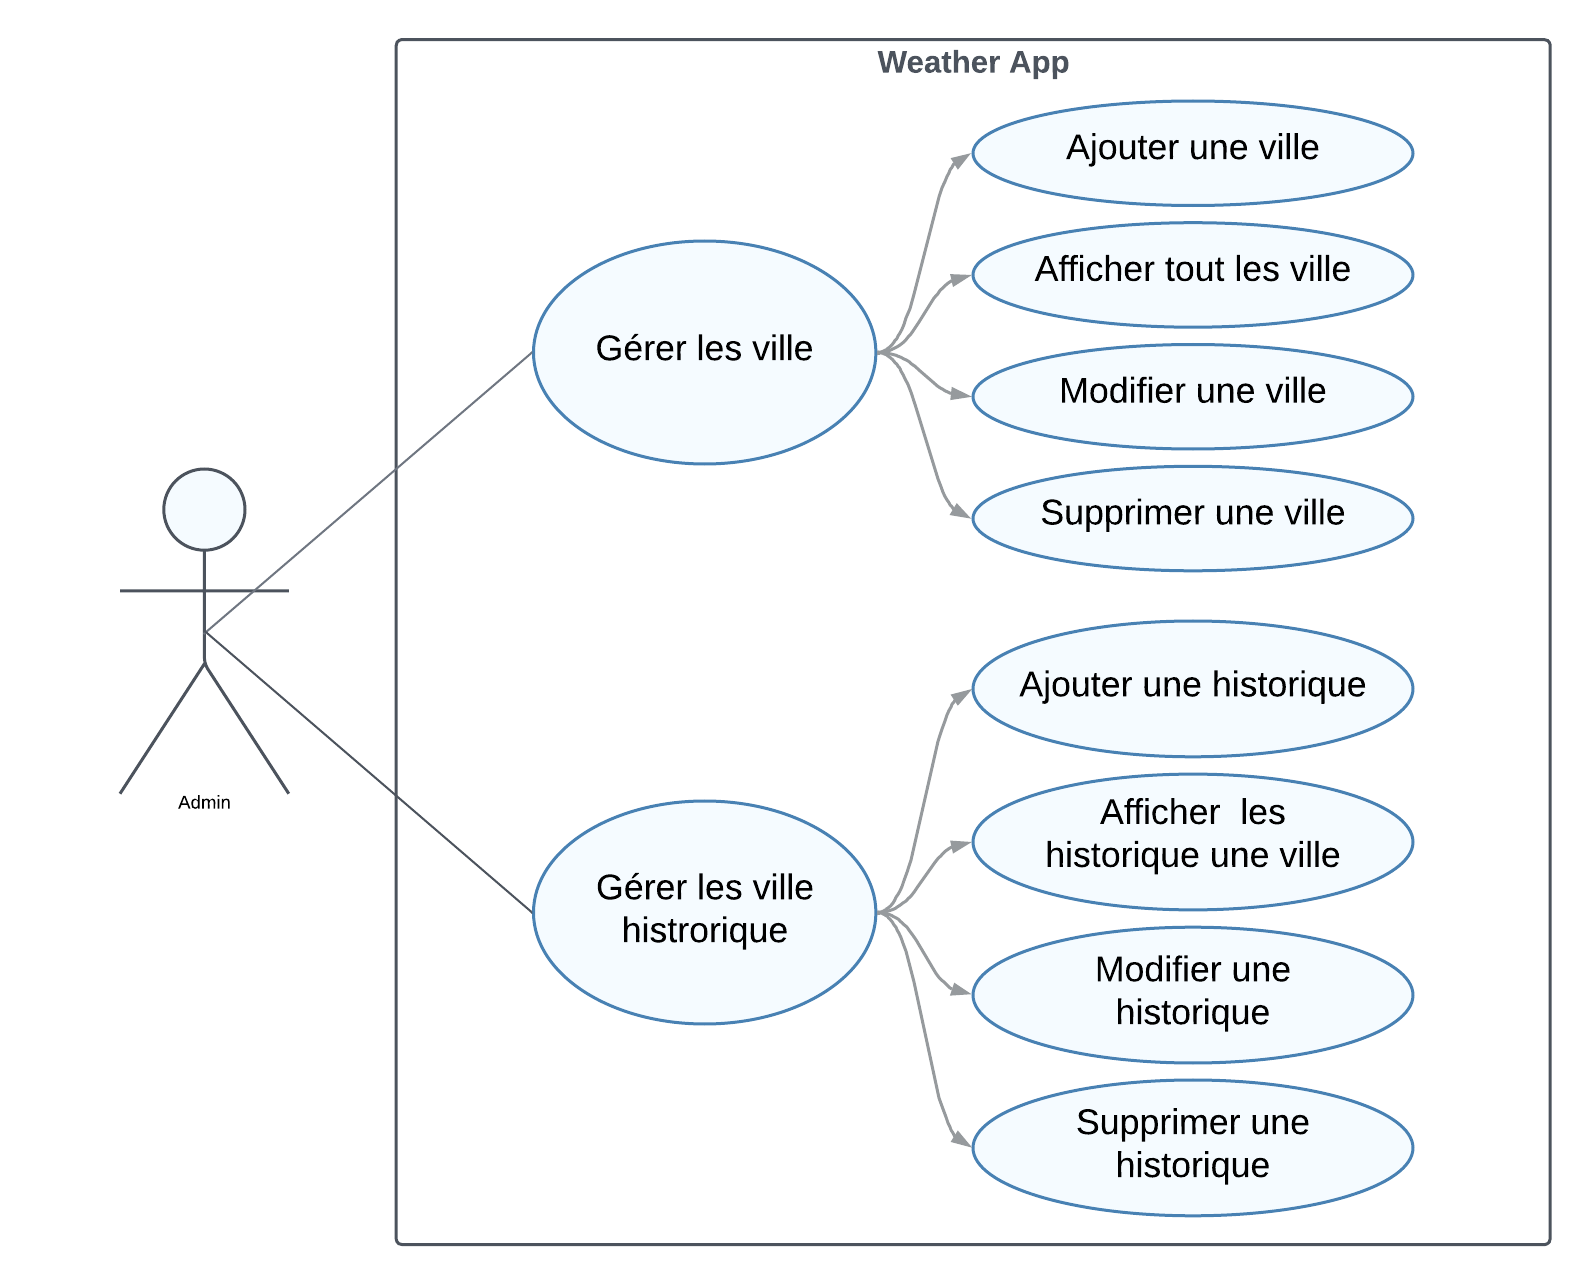 Weather App
Ajouter une ville
Afficher tout les ville
Gérer les ville
Modifier une ville
Supprimer une ville
Admin
Ajouter une historique
Afficher  les
historique une ville
Gérer les ville
histrorique
Modifier une
historique
Supprimer une
historique